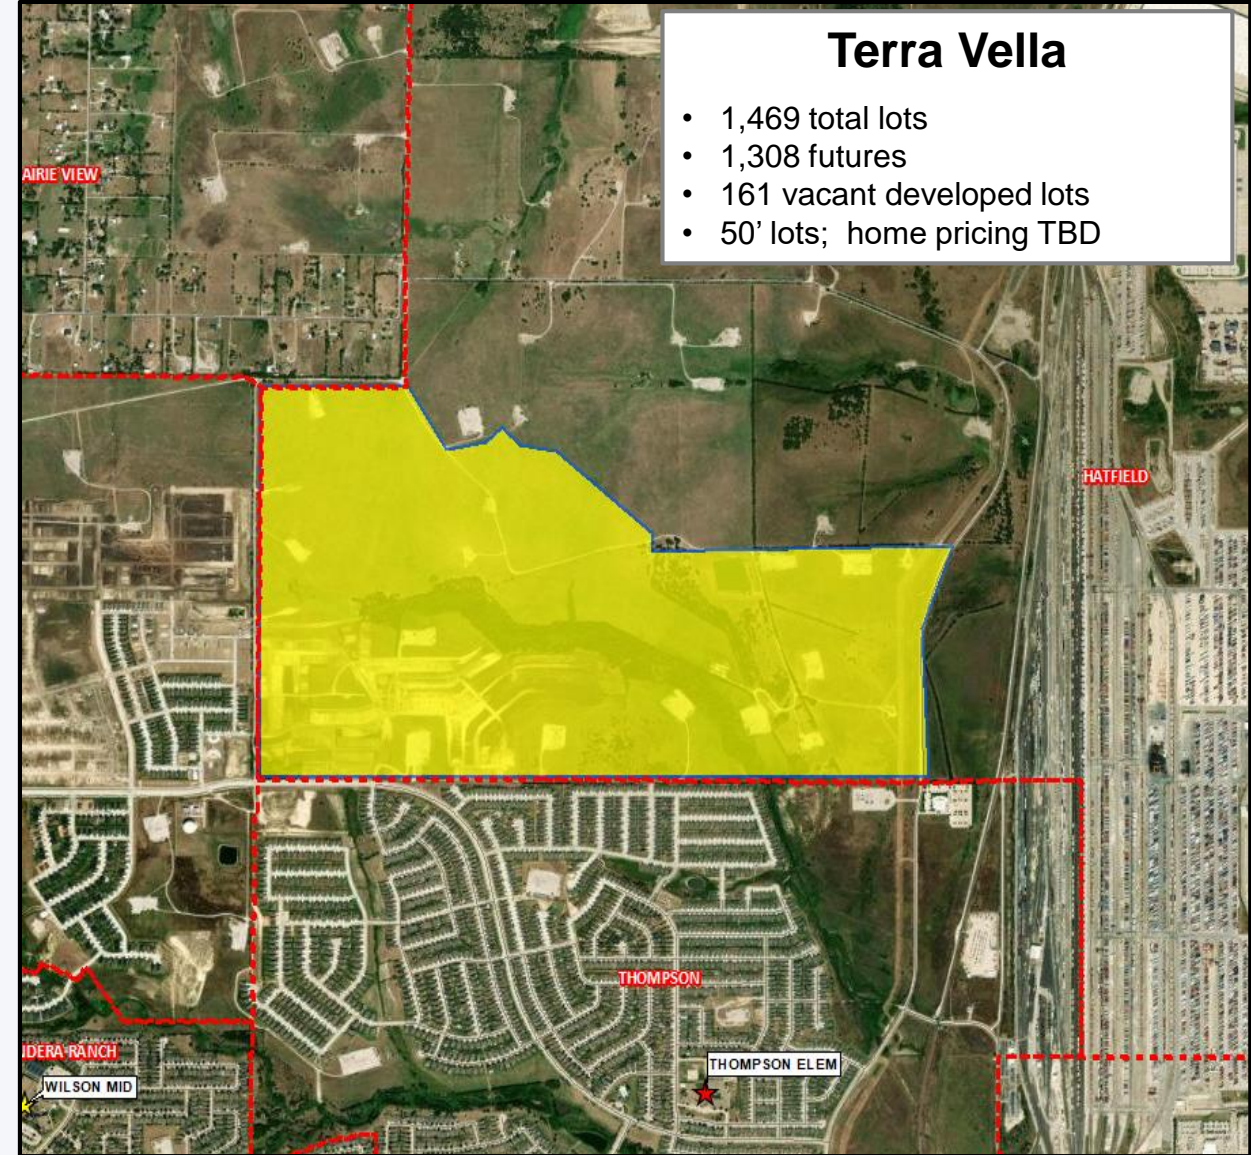 Terra Vella
• 1,469 total lots
• 1,308 futures
• 161 vacant developed lots
• 50’ lots; home pricing TBD
AIRIE VIEW
HATFIELD
THOMPSON
THOMPSON ELEM
NDERA RANCH
WILSON MID